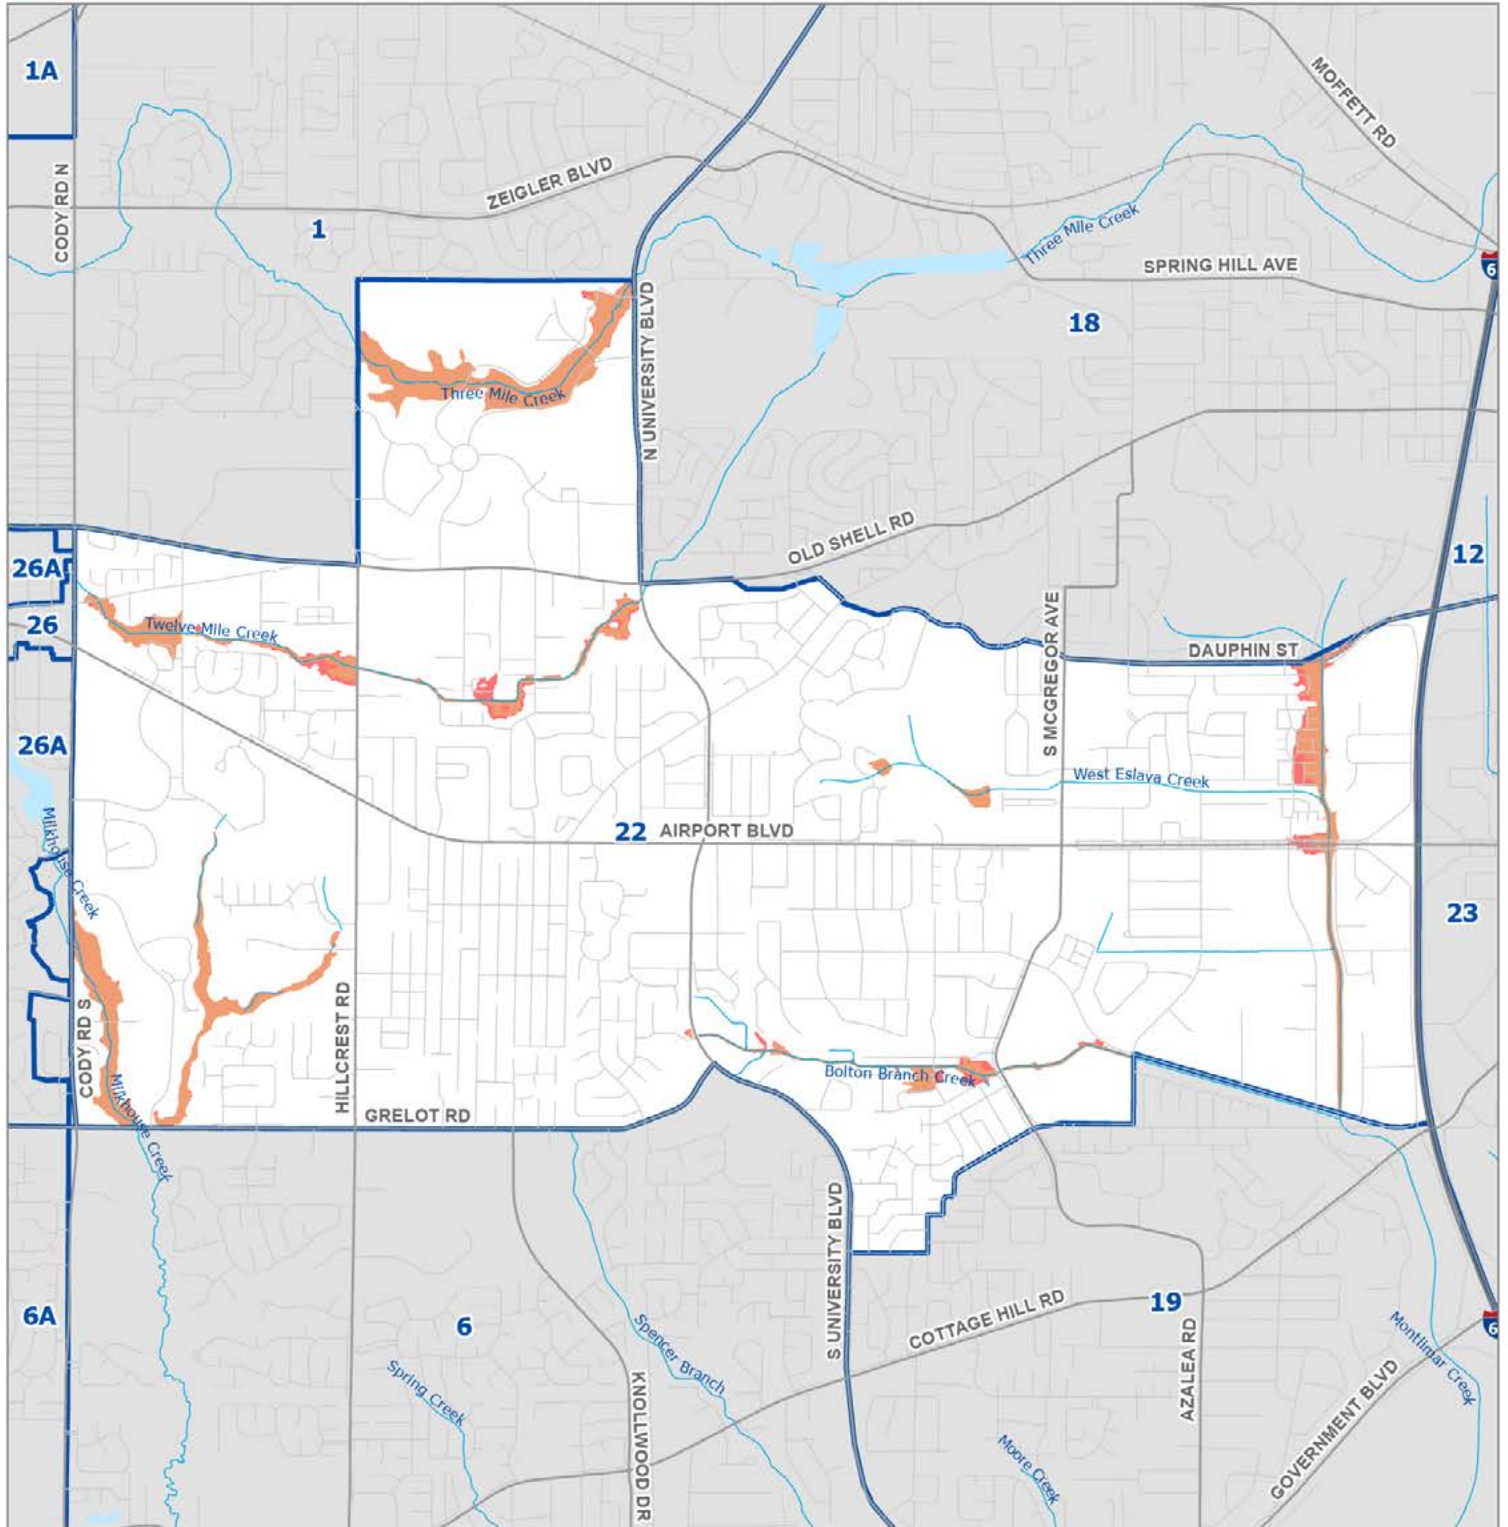 1A
MOFFETT RD
CODY RD N
ZEIGLER BLVD
1
Three Mile Creek
SPRING HILL AVE
6
18
N UNIVERSITY BLVD
Three Mile Creek
OLD SHELL RD
12
26A
26
Twelve Mile Creek
S MCGREGOR AVE
DAUPHIN ST
26A
West Eslava Creek
Milkhouse Creek
22
AIRPORT BLVD
23
CODY RD S
HILLCREST RD
Bolton Branch Creek
Milkhouse Creek
GRELOT RD
S UNIVERSITY BLVD
6A
6
19
COTTAGE HILL RD
AZALEA RD
6
Spencer Branch
Montlimar Creek
Spring Creek
KNOLLWOOD DR
GOVERNMENT BLVD
Moore Creek